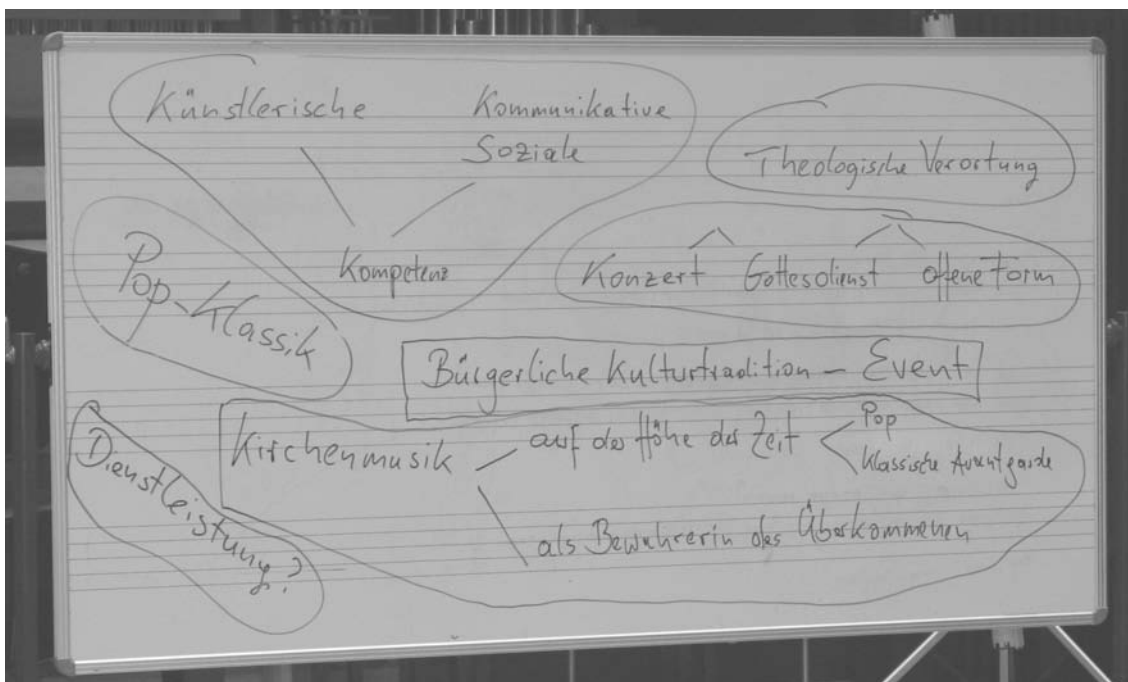 Künstlerische
Kommunikative
Soziale
Kompetenz
Theologische Verortung
Konzert Gottesdienst offene Form
Pop-Klassik
Bürgerliche Kulturtradition – Event
Kirchenmusik
auf der Höhe der Zeit
Pop
Klassische Avantgarde
als Bewahrerin des Überkommenen
Dienstleistung?